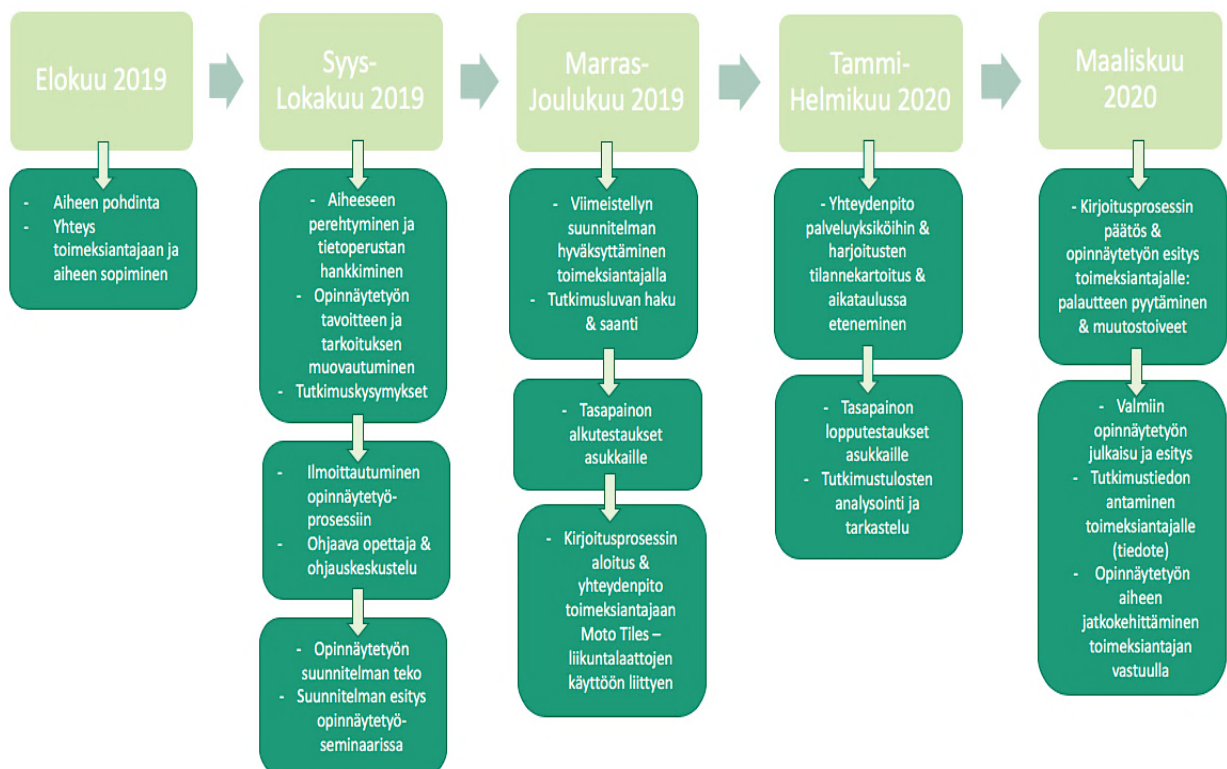 Elokuu 2019
- Aiheen pohdinta
- Yhteys
toimeksiantajaan ja
aiheen sopiminen
Syys-
Lokakuu 2019
- Aiheeseen
perehtyminen ja
tietoperustan
hankkiminen
- Opinnäytetyön
tavoitteen ja
tarkoituksen
muovautuminen
- Tutkimuskysymykset
- Ilmoittautuminen
opinnäytetyö-
prosessiin
- Ohjaava opettaja &
ohjauskeskustelu
- Opinnäytetyön
suunnitelman teko
- Suunnitelman esitys
opinnäytetyö-
seminaarissa
Marras-
Joulukuu 2019
- Viimeistellyn
suunnitelman
hyväksyttäminen
toimeksiantajalla
- Tutkimusluvan haku
& saanti
- Tasapainon
alkutestaukset
asukkaille
- Kirjoitusprosessin
aloitus &
yhteydenpito
toimeksiantajaan
Moto Tiles –
liikuntalaattojen
käyttöön liittyen
Tammi-
Helmikuu 2020
- Yhteydenpito
palveluyksiköihin &
harjoitusten
tilannekartoitus &
aikataulussa
eteneminen
- Tasapainon
lopputestaukset
asukkaille
- Tutkimustulosten
analysointi ja
tarkastelu
Maaliskuu
2020
- Kirjoitusprosessin
päätös &
opinnäytetyön esitys
toimeksiantajalle:
palautteen pyytäminen
& muutostoiveet
- Valmiin
opinnäytetyön
julkaisu ja esitys
- Tutkimustiedon
antaminen
toimeksiantajalle
(tiedote)
- Opinnäytetyön
aiheen
jatkokehittäminen
toimeksiantajan
vastuulla